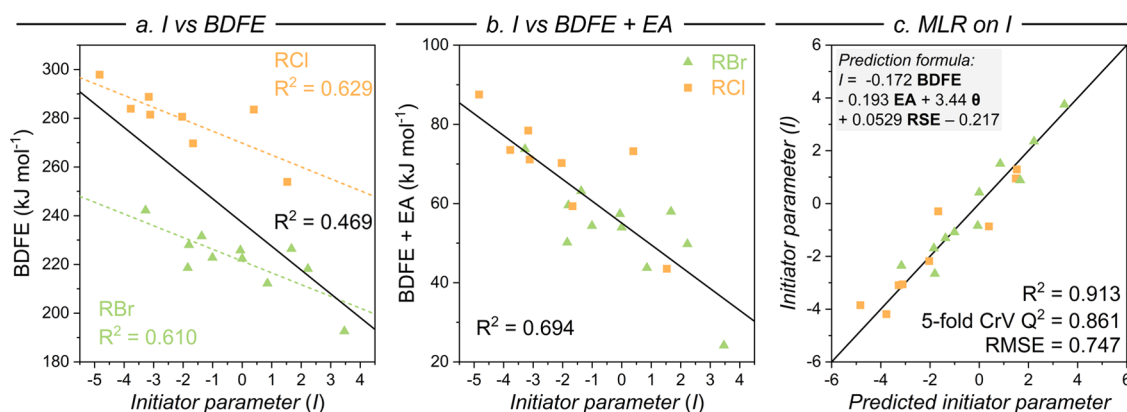 a. I vs BDFE
b. I vs BDFE + EA
c. MLR on I
BDFE (kJ mol⁻¹)
300
280
260
240
220
200
180
RCl
R² = 0.629
R² = 0.469
RBr
R² = 0.610
-5 -4 -3 -2 -1 0 1 2 3 4
Initiator parameter (I)
BDFE + EA (kJ mol⁻¹)
100
80
60
40
20
RBr
RCl
R² = 0.694
-5 -4 -3 -2 -1 0 1 2 3 4
Initiator parameter (I)
Initiator parameter (I)
6
4
2
0
-2
-4
-6
Prediction formula:
I = -0.172 BDFE
- 0.193 EA + 3.44 θ
+ 0.0529 RSE – 0.217
R² = 0.913
5-fold CrV Q² = 0.861
RMSE = 0.747
-6 -4 -2 0 2 4 6
Predicted initiator parameter